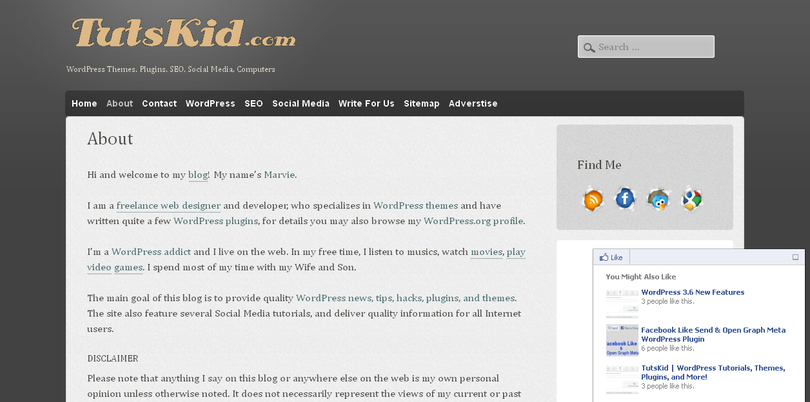 TutsKid.com
WordPress Themes, Plugins, SEO, Social Media, Computers
Search ...
Home About Contact WordPress SEO Social Media Write For Us Sitemap Adverstise
About
Hi and welcome to my blog! My name's Marvie.
I am a freelance web designer and developer, who specializes in WordPress themes and have
written quite a few WordPress plugins, for details you may also browse my WordPress.org profile.
I'm a WordPress addict and I live on the web. In my free time, I listen to musics, watch movies, play
video games. I spend most of my time with my Wife and Son.
The main goal of this blog is to provide quality WordPress news, tips, hacks, plugins, and themes.
The site also feature several Social Media tutorials, and deliver quality information for all Internet
users.
DISCLAIMER
Please note that anything I say on this blog or anywhere else on the web is my own personal
opinion unless otherwise noted. It does not necessarily represent the views of my current or past
Find Me
Like
You Might Also Like
WordPress 3.6 New Features
3 people like this.
Facebook Like Send & Open Graph Meta
WordPress Plugin
6 people like this.
TutsKid | WordPress Tutorials, Themes,
Plugins, and More!
3 people like this.